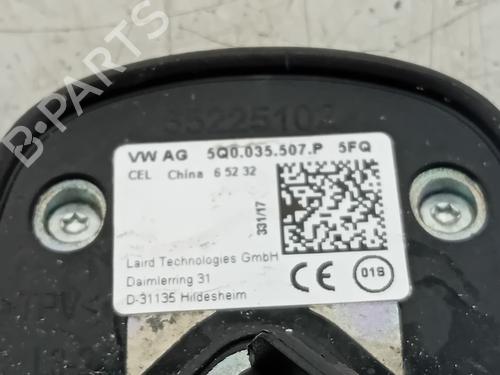 B-PARTS
VW AG 5Q0.035.507.P 5FQ
CEL China 6 52 32
331/17
Laird Technologies GmbH
Daimlerring 31
D-31135 Hildesheim
CE
01S
>TPV<